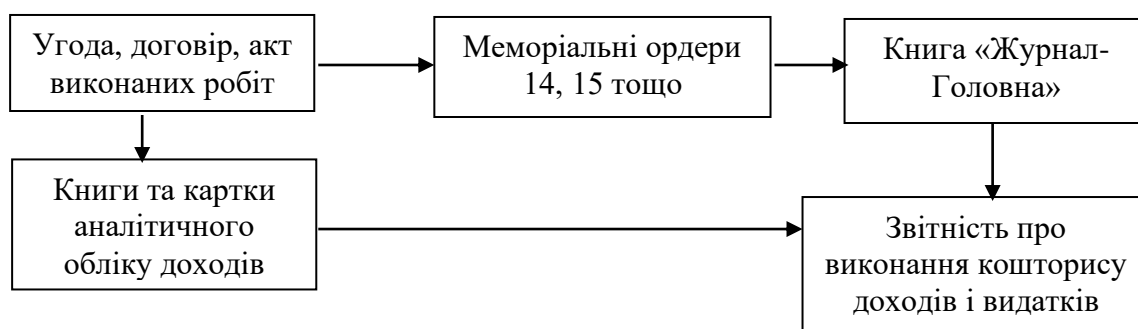 Угода, договір, акт
виконаних робіт
Меморіальні ордери
14, 15 тощо
Книга «Журнал-
Головна»
Книги та картки
аналітичного
обліку доходів
Звітність про
виконання кошторису
доходів і видатків